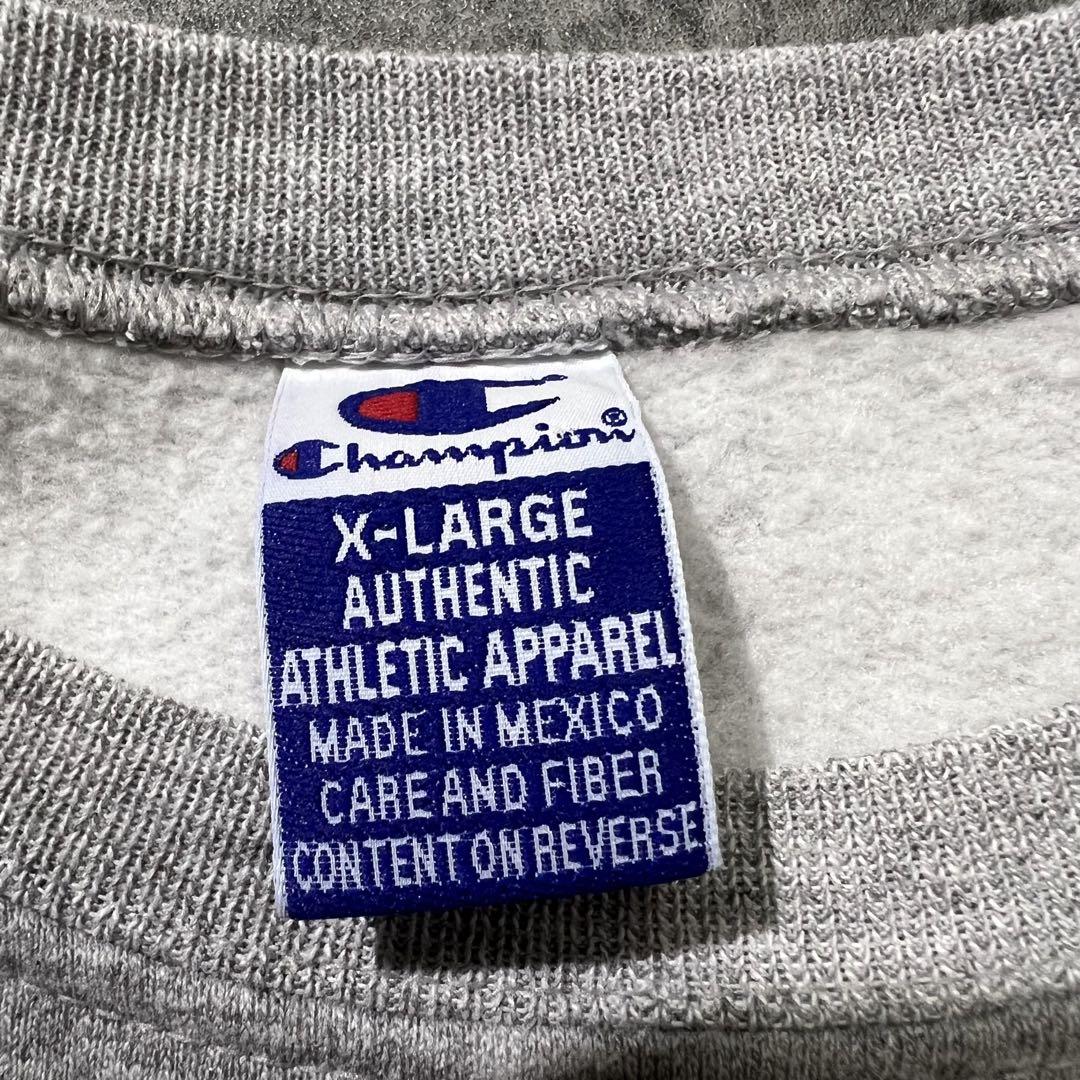 Champion®
X-LARGE
AUTHENTIC
ATHLETIC APPAREL
MADE IN MEXICO
CARE AND FIBER
CONTENT ON REVERSE